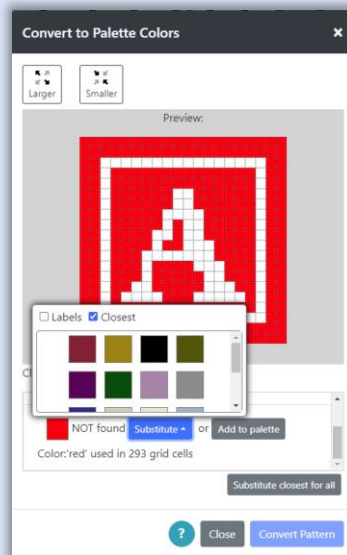 Convert to Palette Colors ×
Larger Smaller
Preview:
A
Labels Closest
NOT found Substitute or Add to palette
Color:'red' used in 293 grid cells
Substitute closest for all
? Close Convert Pattern